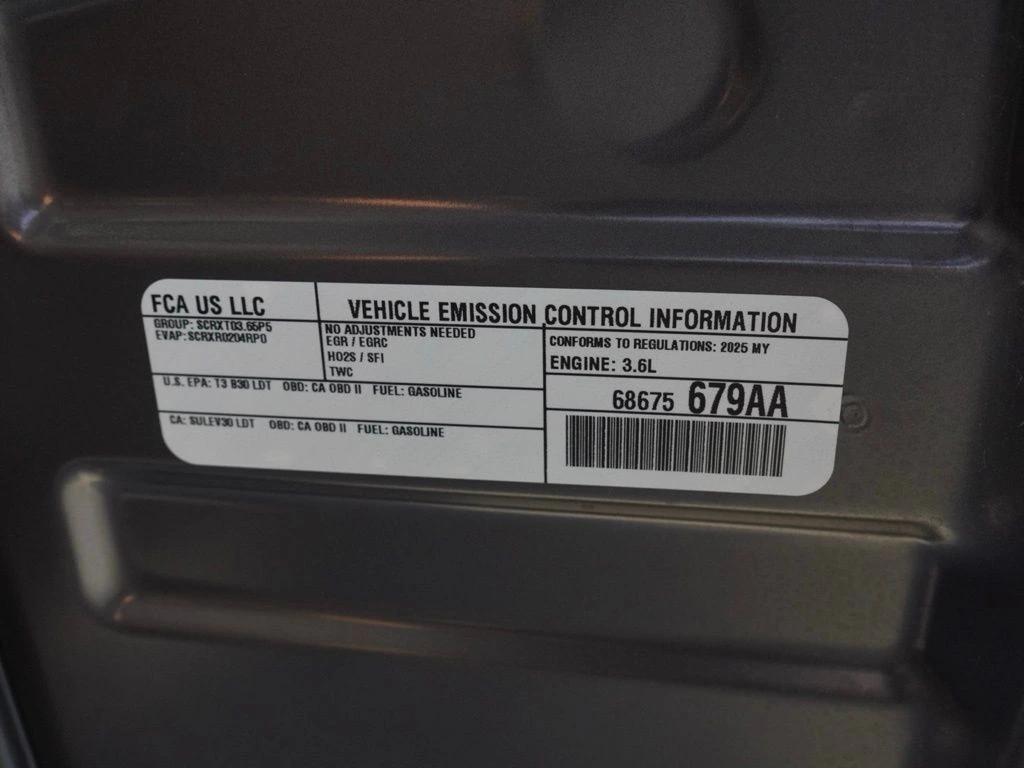 FCA US LLC
VEHICLE EMISSION CONTROL INFORMATION
GROUP: SCRXT03.65P5
EVAP: SCRXR0204RP0
NO ADJUSTMENTS NEEDED
EGR / EGRC
HO2S / SFI
TWC
CONFORMS TO REGULATIONS: 2025 MY
ENGINE: 3.6L
U.S. EPA: T3 B30 LDT OBD: CA OBD II FUEL: GASOLINE
68675 679AA
CA: SULEV30 LDT OBD: CA OBD II FUEL: GASOLINE